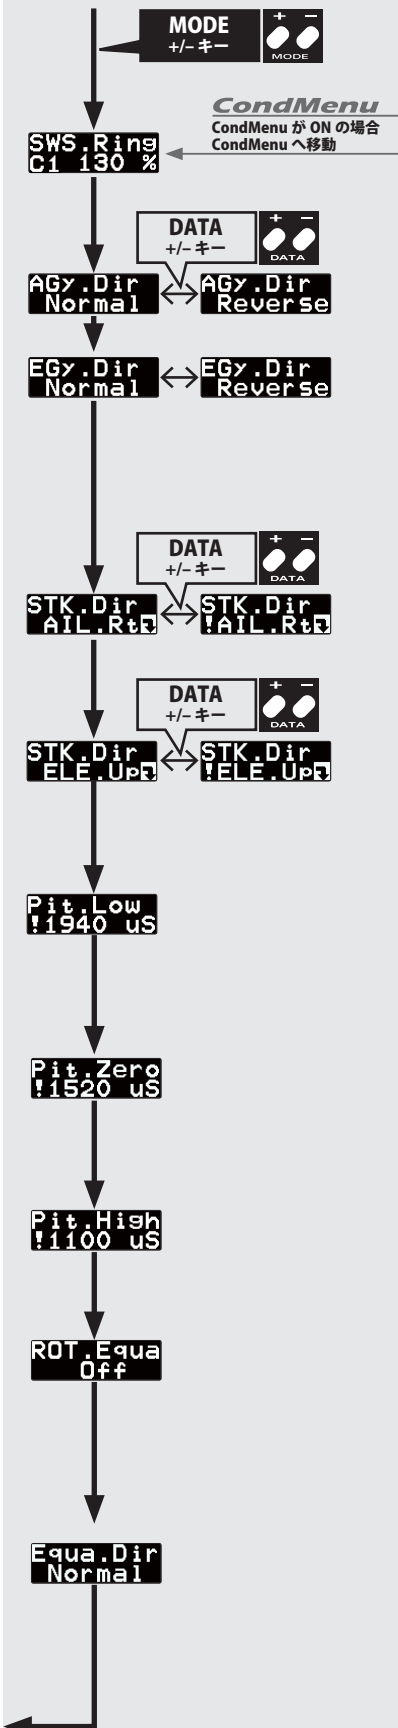 MODE
+/– キー
+ –
MODE
CondMenu
CondMenu が ON の場合
CondMenu へ移動
SWS.Ring
C1 130 %
DATA
+/– キー
+ –
DATA
AGy.Dir
Normal
AGy.Dir
Reverse
EGy.Dir
Normal
EGy.Dir
Reverse
DATA
+/– キー
+ –
DATA
STK.Dir
AIL.Rt
STK.Dir
!AIL.Rt
DATA
+/– キー
+ –
DATA
STK.Dir
ELE.Up
STK.Dir
!ELE.Up
Pit.Low
!1940 uS
Pit.Zero
!1520 uS
Pit.High
!1100 uS
ROT.Equa
Off
Equa.Dir
Normal